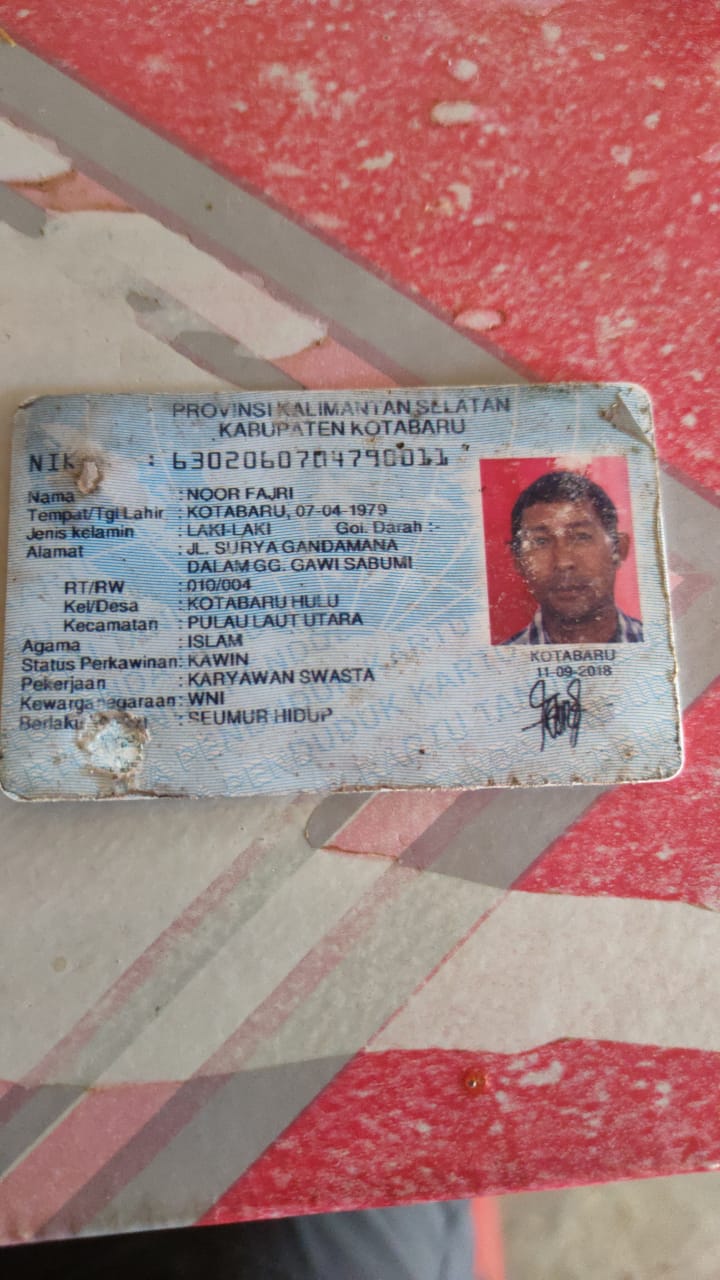 PROVINSI KALIMANTAN SELATAN
KABUPATEN KOTABARU
NIK : 6302060704790011
Nama : NOOR FAJRI
Tempat/Tgl Lahir : KOTABARU, 07-04-1979
Jenis kelamin : LAKI-LAKI Gol. Darah :-
Alamat : JL. SURYA GANDAMANA
DALAM GG. GAWI SABUMI
RT/RW : 010/004
Kel/Desa : KOTABARU HULU
Kecamatan : PULAU LAUT UTARA
Agama : ISLAM
Status Perkawinan: KAWIN
Pekerjaan : KARYAWAN SWASTA
Kewarganegaraan: WNI
Berlaku : SEUMUR HIDUP
KOTABARU
11-09-2018